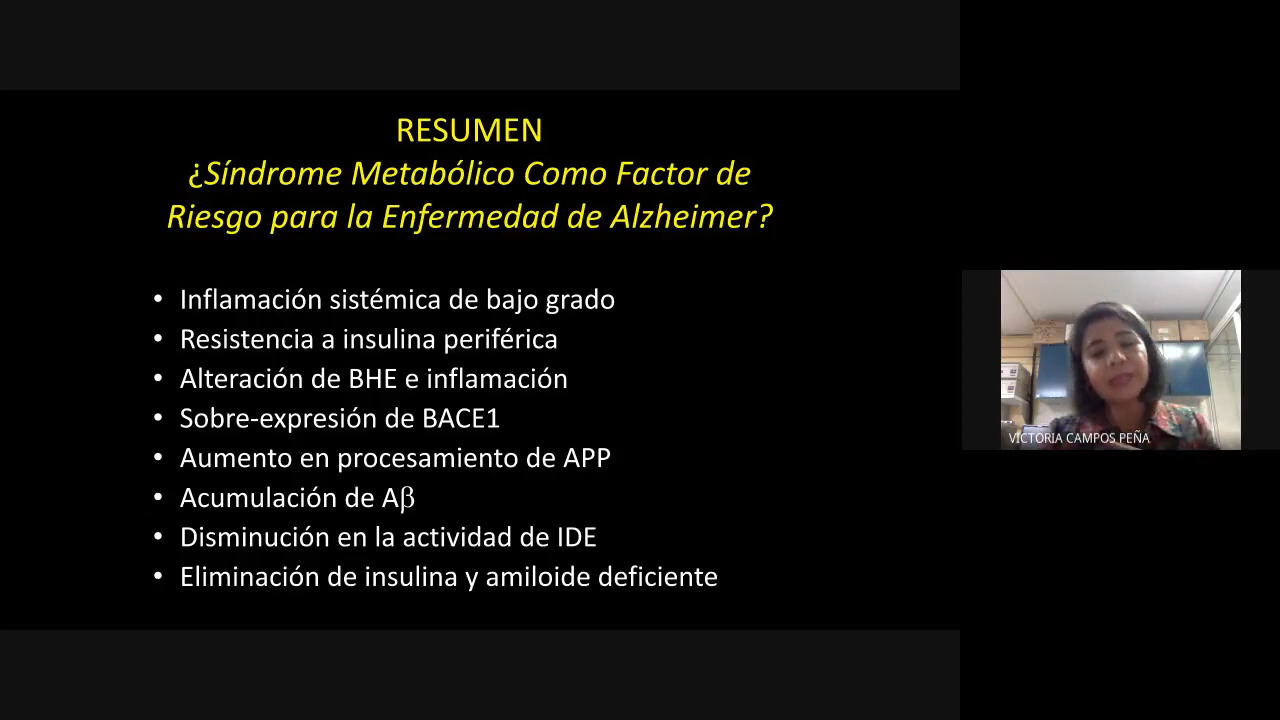 RESUMEN
¿Síndrome Metabólico Como Factor de
Riesgo para la Enfermedad de Alzheimer?
• Inflamación sistémica de bajo grado
• Resistencia a insulina periférica
• Alteración de BHE e inflamación
• Sobre-expresión de BACE1
• Aumento en procesamiento de APP
• Acumulación de Aβ
• Disminución en la actividad de IDE
• Eliminación de insulina y amiloide deficiente
VICTORIA CAMPOS PEÑA